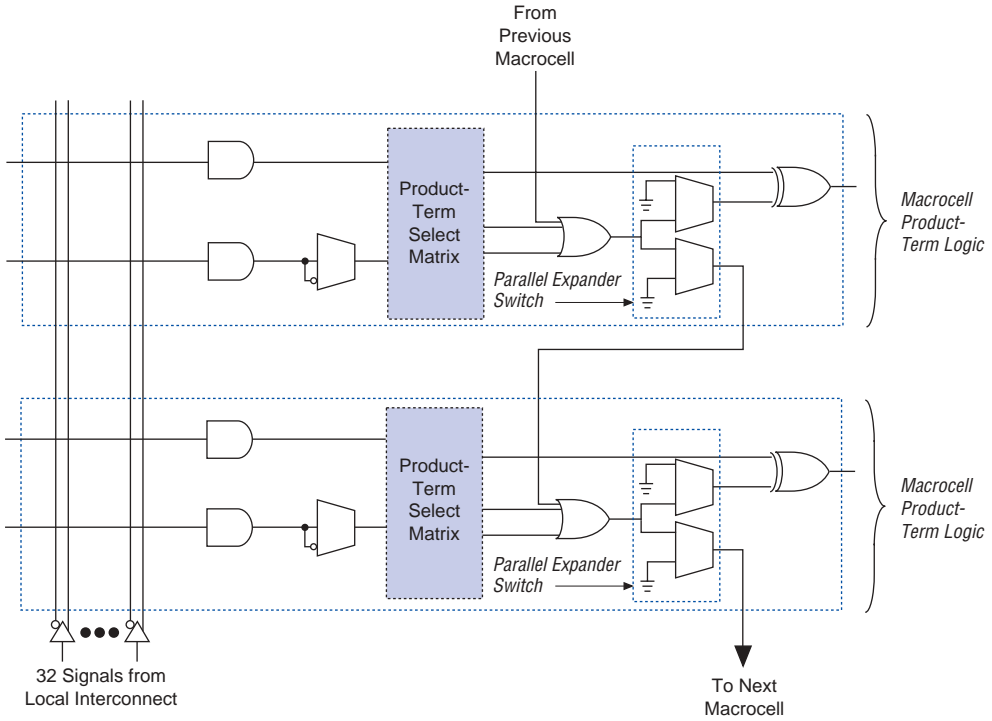 From
Previous
Macrocell
Product-
Term
Select
Matrix
Macrocell
Product-
Term Logic
Parallel Expander
Switch
Product-
Term
Select
Matrix
Macrocell
Product-
Term Logic
Parallel Expander
Switch
32 Signals from
Local Interconnect
To Next
Macrocell